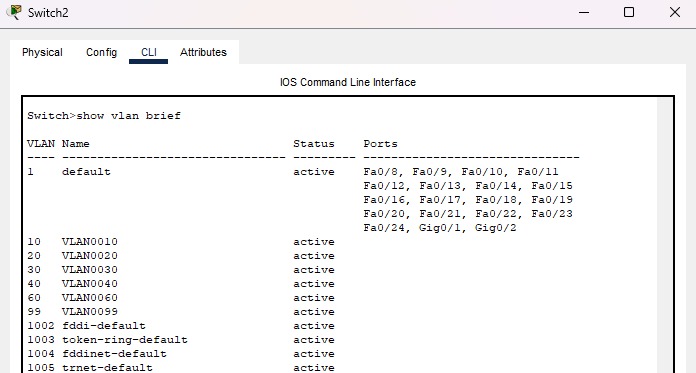 Switch2
Physical Config CLI Attributes
IOS Command Line Interface
Switch>show vlan brief
VLAN Name                             Status    Ports
---- -------------------------------- --------- -------------------------------
1    default                          active    Fa0/8, Fa0/9, Fa0/10, Fa0/11
                                                Fa0/12, Fa0/13, Fa0/14, Fa0/15
                                                Fa0/16, Fa0/17, Fa0/18, Fa0/19
                                                Fa0/20, Fa0/21, Fa0/22, Fa0/23
                                                Fa0/24, Gig0/1, Gig0/2
10   VLAN0010                         active
20   VLAN0020                         active
30   VLAN0030                         active
40   VLAN0040                         active
60   VLAN0060                         active
99   VLAN0099                         active
1002 fddi-default                     active
1003 token-ring-default               active
1004 fddinet-default                  active
1005 trnet-default                    active